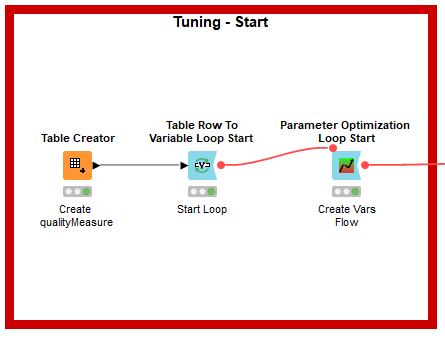 Tuning - Start
Table Creator
Table Row To
Variable Loop Start
Parameter Optimization
Loop Start
V
Create
qualityMeasure
Start Loop
Create Vars
Flow